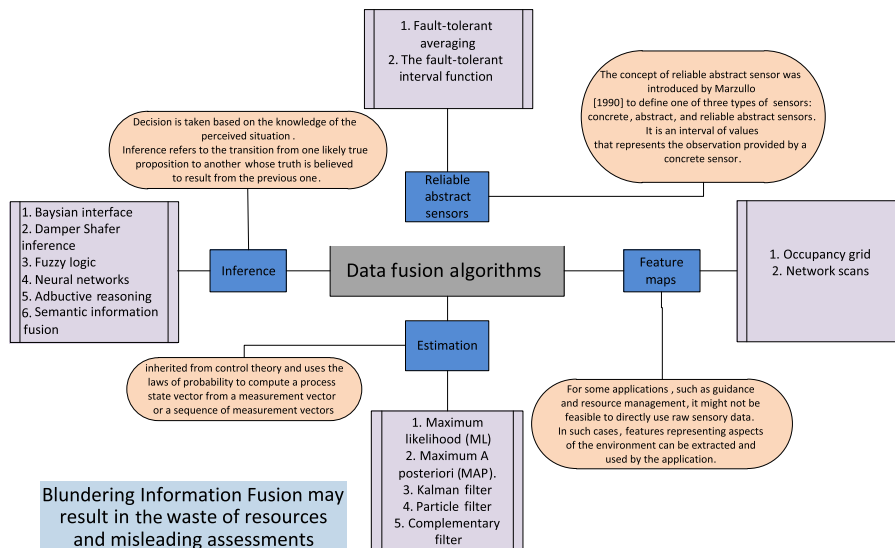 1. Fault-tolerant
averaging
2. The fault-tolerant
interval function
The concept of reliable abstract sensor was
introduced by Marzullo
[1990] to define one of three types of sensors:
concrete, abstract, and reliable abstract sensors.
It is an interval of values
that represents the observation provided by a
concrete sensor.
Decision is taken based on the knowledge of the
perceived situation.
Inference refers to the transition from one likely true
proposition to another whose truth is believed
to result from the previous one.
Reliable
abstract
sensors
1. Baysian interface
2. Damper Shafer
inference
3. Fuzzy logic
4. Neural networks
5. Adbuctive reasoning
6. Semantic information
fusion
Inference
Data fusion algorithms
Feature
maps
1. Occupancy grid
2. Network scans
Estimation
inherited from control theory and uses the
laws of probability to compute a process
state vector from a measurement vector
or a sequence of measurement vectors
For some applications, such as guidance
and resource management, it might not be
feasible to directly use raw sensory data.
In such cases, features representing aspects
of the environment can be extracted and
used by the application.
1. Maximum
likelihood (ML)
2. Maximum A
posteriori (MAP).
3. Kalman filter
4. Particle filter
5. Complementary
filter
Blundering Information Fusion may
result in the waste of resources
and misleading assessments